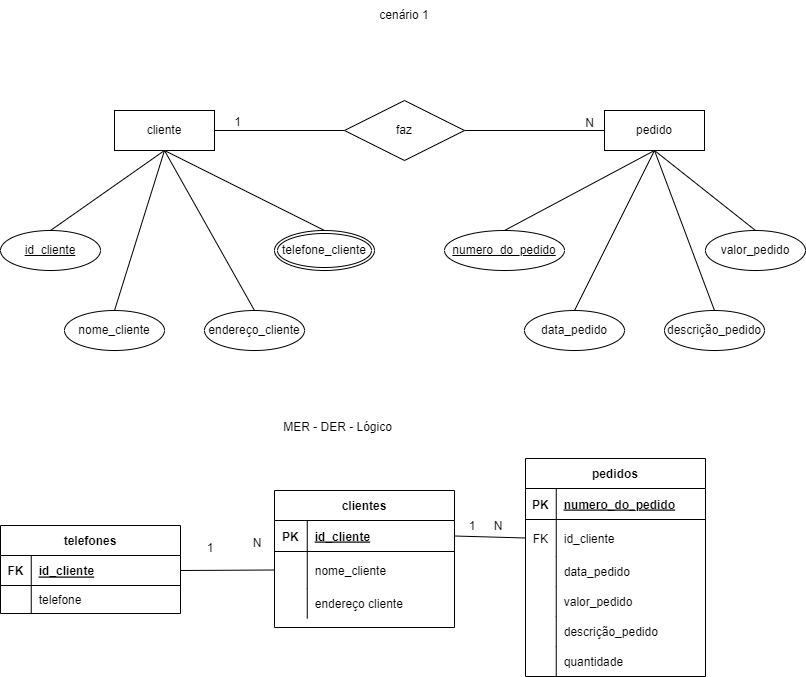 cenário 1
cliente
1
faz
N
pedido
id_cliente
telefone_cliente
numero_do_pedido
valor_pedido
nome_cliente
endereço_cliente
data_pedido
descrição_pedido
MER - DER - Lógico
telefones
FK id_cliente
telefone
1
N
clientes
PK id_cliente
nome_cliente
endereço cliente
1
N
pedidos
PK numero_do_pedido
FK id_cliente
data_pedido
valor_pedido
descrição_pedido
quantidade